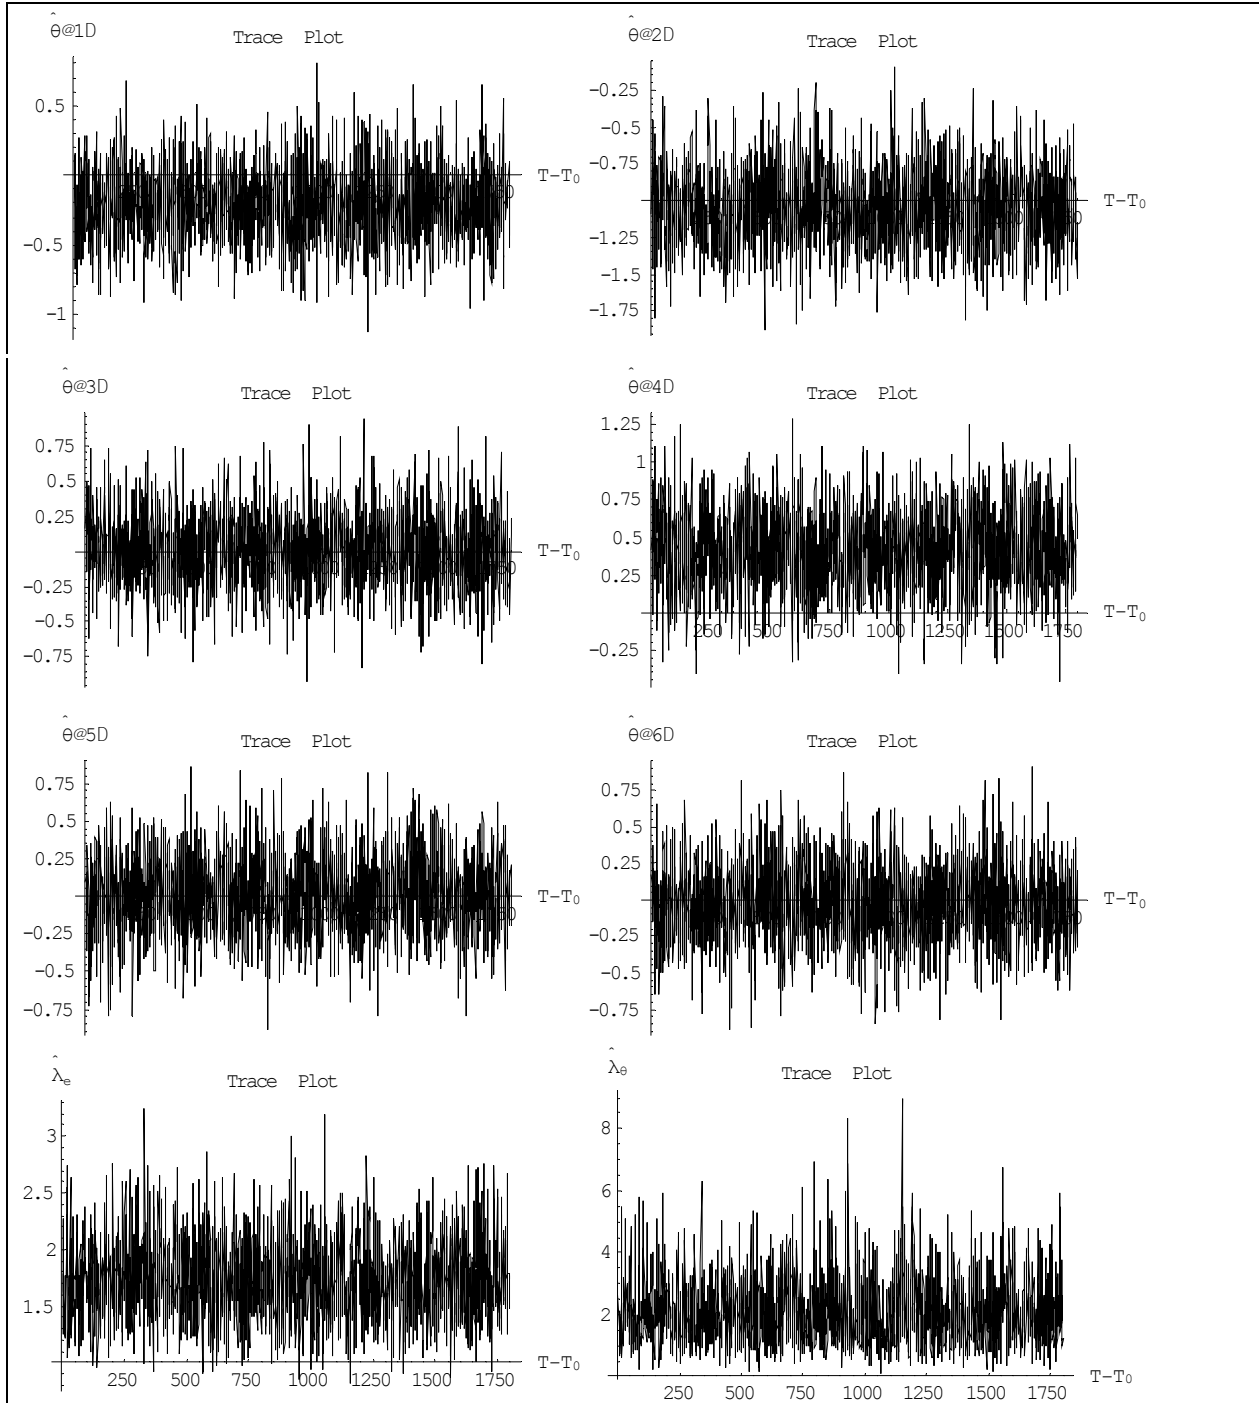 θ̂@1D
Trace Plot
0.5
T-T₀
-0.5
-1
θ̂@2D
Trace Plot
-0.25
-0.5
-0.75
T-T₀
-1.25
-1.5
-1.75
θ̂@3D
Trace Plot
0.75
0.5
0.25
T-T₀
-0.25
-0.5
-0.75
θ̂@4D
Trace Plot
1.25
1
0.75
0.5
0.25
T-T₀
250 500 750 1000 1250 1500 1750
-0.25
θ̂@5D
Trace Plot
0.75
0.5
0.25
T-T₀
-0.25
-0.5
-0.75
θ̂@6D
Trace Plot
0.75
0.5
0.25
T-T₀
-0.25
-0.5
-0.75
λ̂ₑ
Trace Plot
3
2.5
2
1.5
T-T₀
250 500 750 1000 1250 1500 1750
λ̂θ
Trace Plot
8
6
4
2
T-T₀
250 500 750 1000 1250 1500 1750